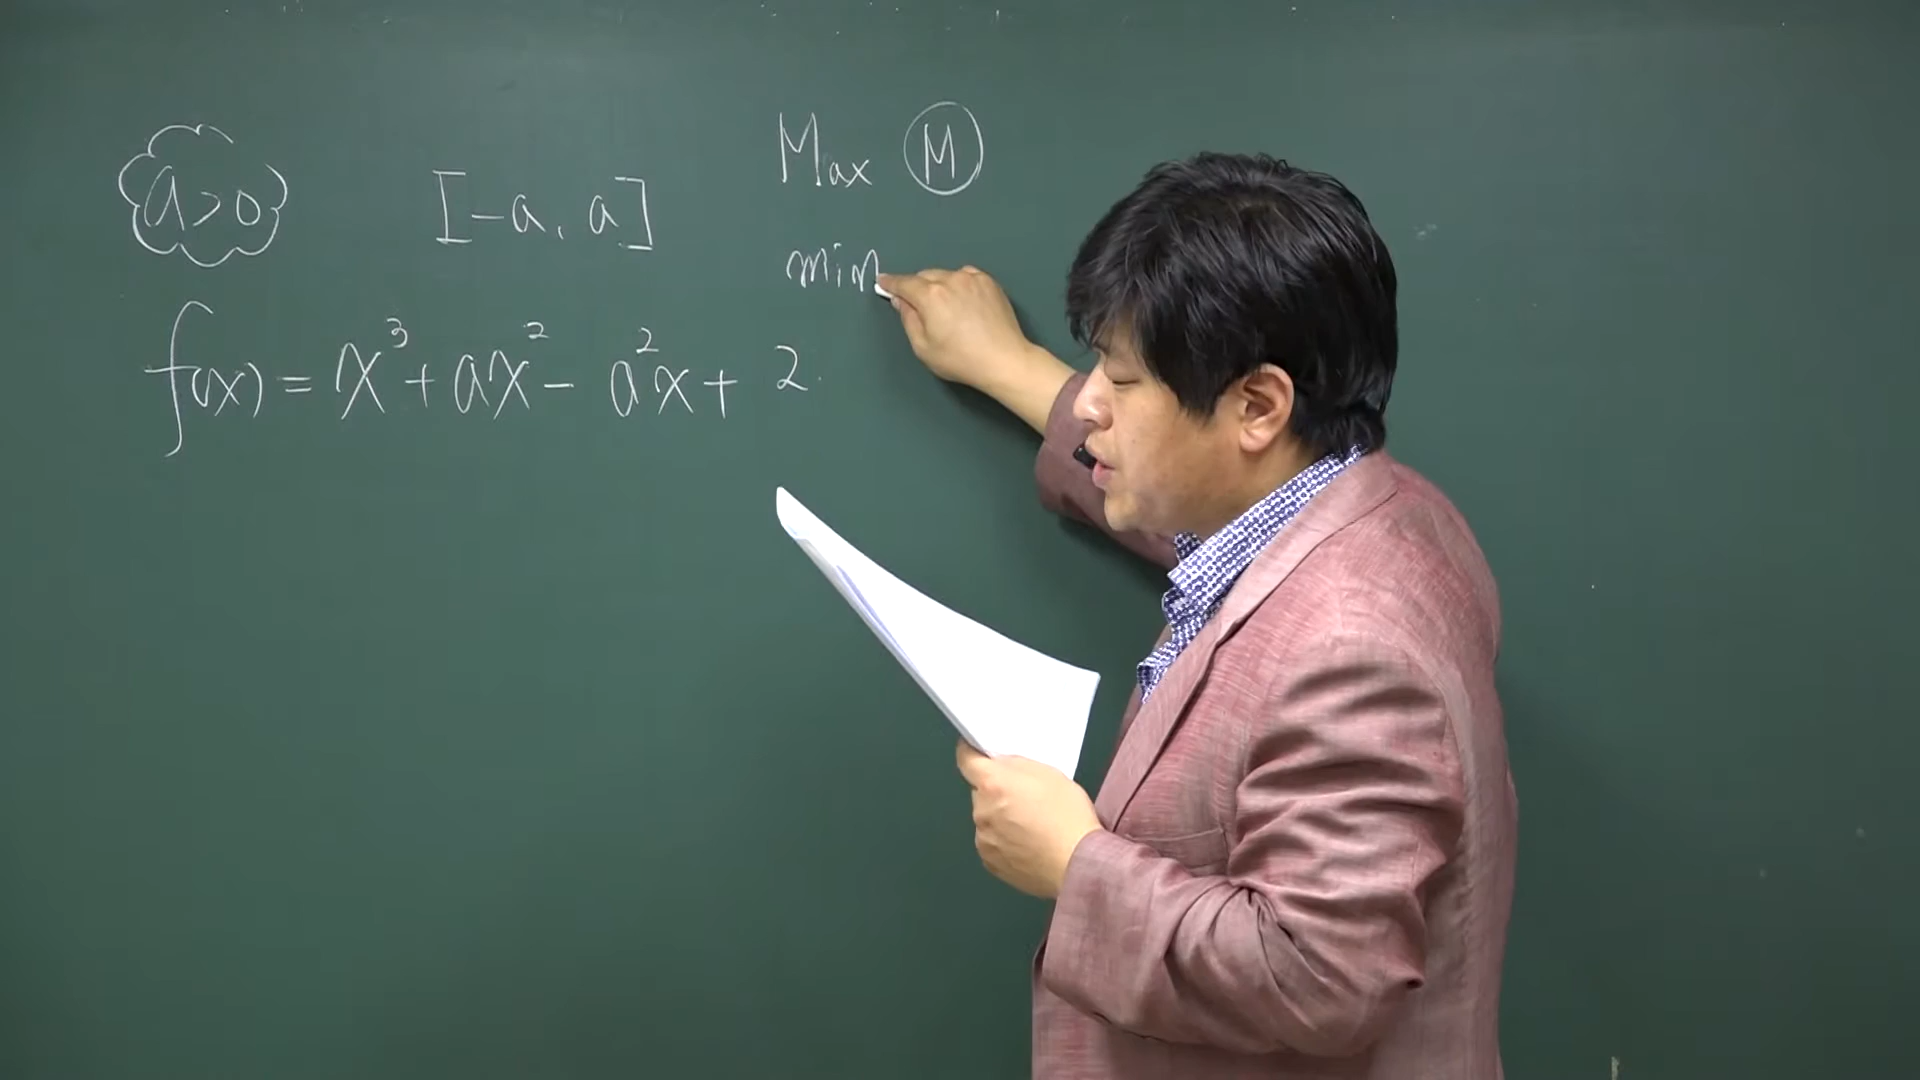 a>0 [-a, a] Max M
min
f(x) = x³ + ax² - a²x + 2